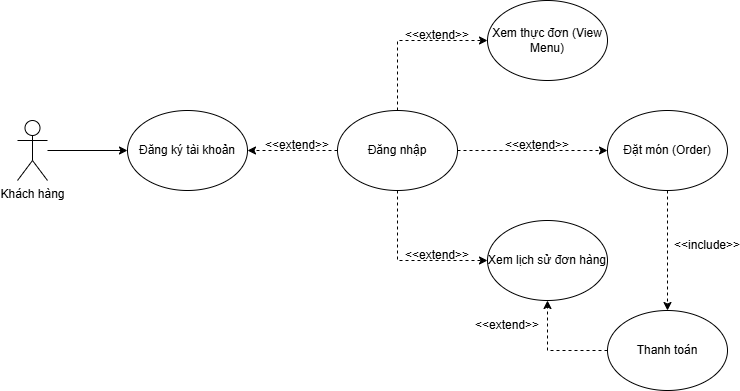 <<extend>>
Xem thực đơn (View
Menu)
Khách hàng
Đăng ký tài khoản
<<extend>>
Đăng nhập
<<extend>>
Đặt món (Order)
<<extend>>
Xem lịch sử đơn hàng
<<include>>
<<extend>>
Thanh toán